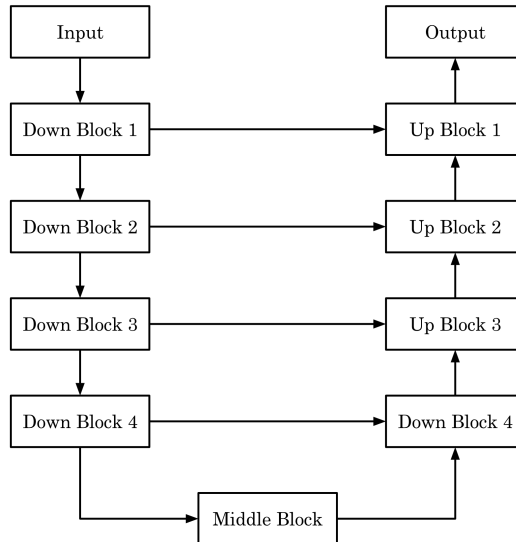 Input
Output
Down Block 1
Up Block 1
Down Block 2
Up Block 2
Down Block 3
Up Block 3
Down Block 4
Down Block 4
Middle Block